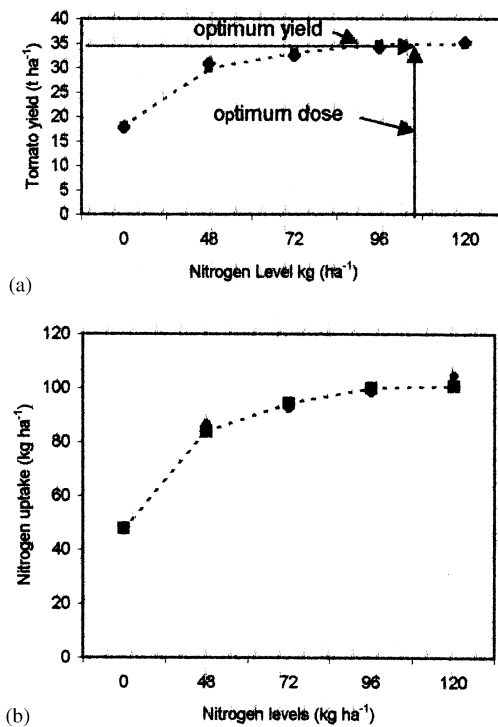 optimum yield
optimum dose
Tomato yield (t ha-1)
40
35
30
25
20
15
10
5
0
0 48 72 96 120
Nitrogen Level kg (ha-1)
(a)
Nitrogen uptake (kg ha-1)
120
100
80
60
40
20
0
0 48 72 96 120
Nitrogen levels (kg ha-1)
(b)